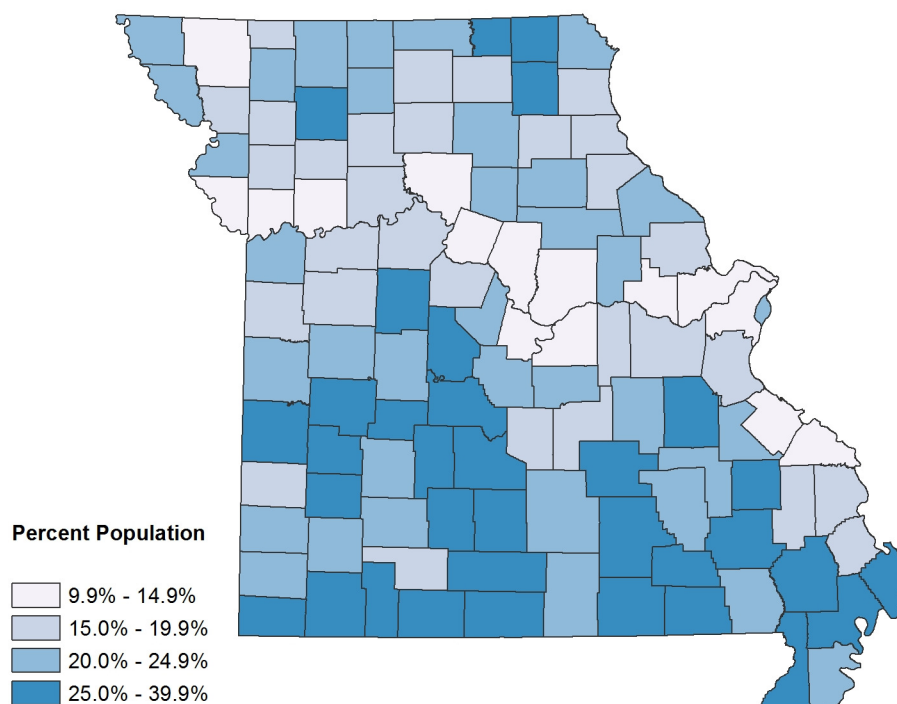 Percent Population
9.9% - 14.9%
15.0% - 19.9%
20.0% - 24.9%
25.0% - 39.9%